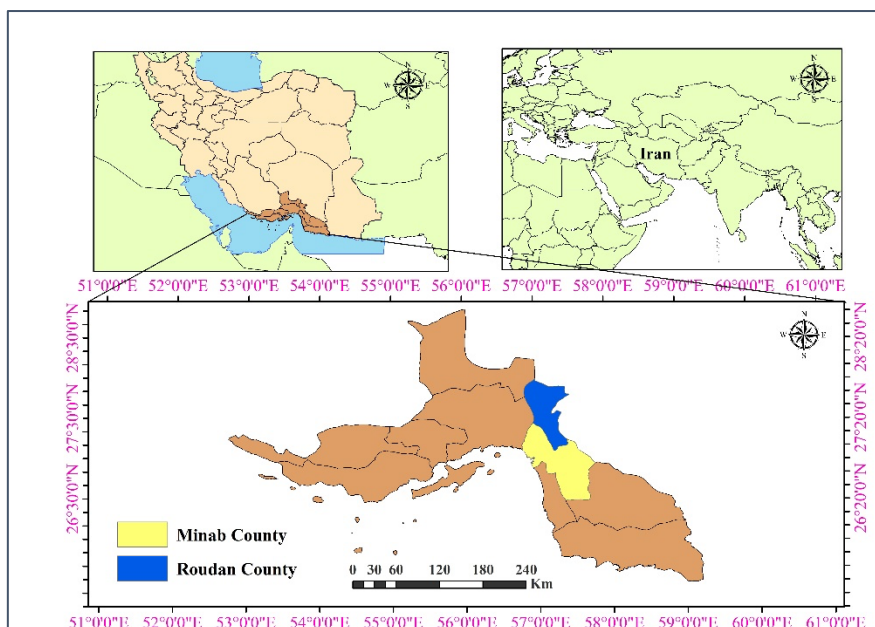 N
W E
S
N
W E
S
Iran
51°0'0"E 52°0'0"E 53°0'0"E 54°0'0"E 55°0'0"E 56°0'0"E 57°0'0"E 58°0'0"E 59°0'0"E 60°0'0"E 61°0'0"E
28°30'0"N
27°30'0"N
26°30'0"N
N
W E
S
28°20'0"N
27°20'0"N
26°20'0"N
Minab County
Roudan County
0 30 60 120 180 240
Km
51°0'0"E 52°0'0"E 53°0'0"E 54°0'0"E 55°0'0"E 56°0'0"E 57°0'0"E 58°0'0"E 59°0'0"E 60°0'0"E 61°0'0"E